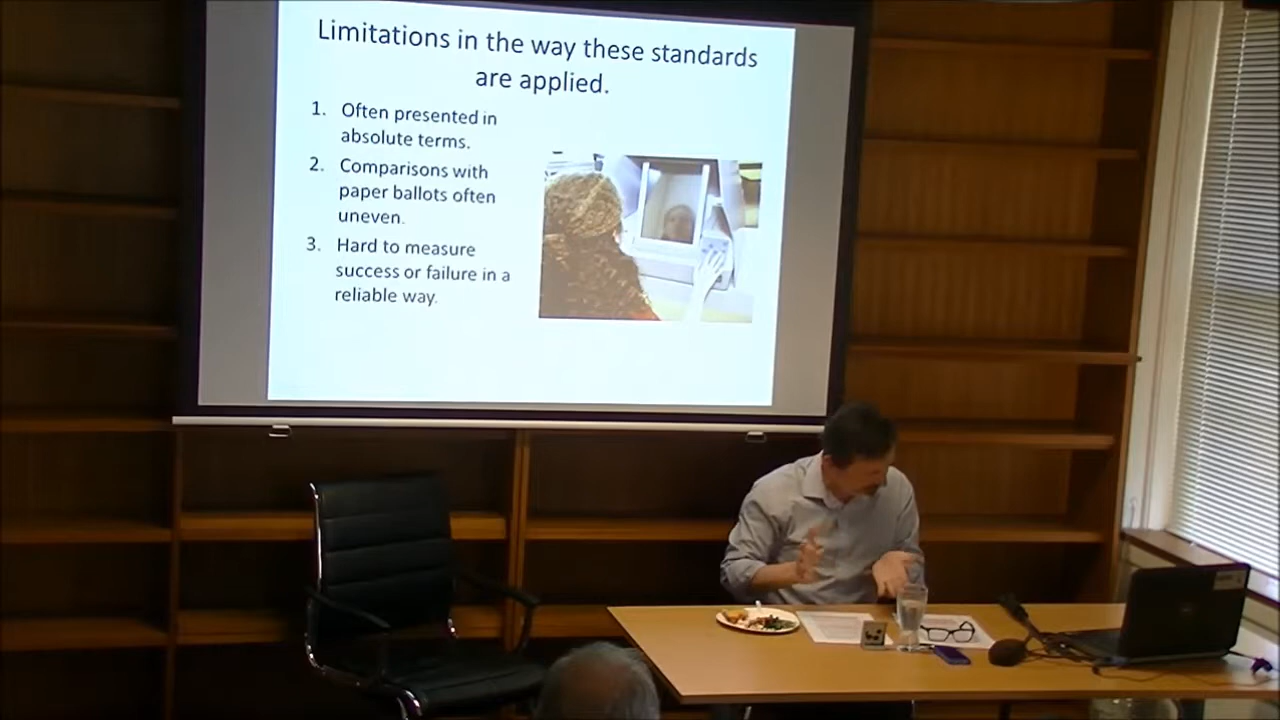 Limitations in the way these standards
are applied.
1. Often presented in
absolute terms.
2. Comparisons with
paper ballots often
uneven.
3. Hard to measure
success or failure in a
reliable way.